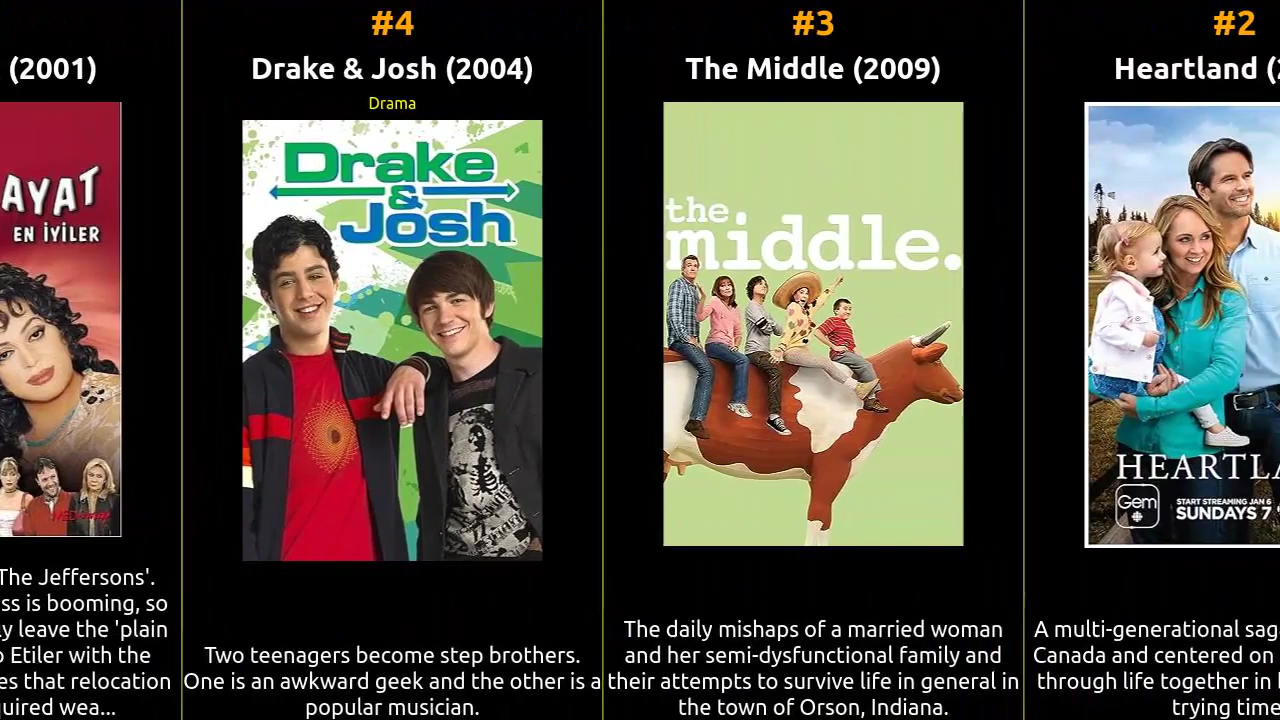 (2001)
AYAT
EN İYİLER
The Jeffersons'.
ss is booming, so
y leave the 'plain
o Etiler with the
es that relocation
uired wea...
#4
Drake & Josh (2004)
Drama
Drake
&
Josh
Two teenagers become step brothers.
One is an awkward geek and the other is a
popular musician.
#3
The Middle (2009)
the
middle.
The daily mishaps of a married woman
and her semi-dysfunctional family and
their attempts to survive life in general in
the town of Orson, Indiana.
#2
Heartland (
HEARTLA
Gem
START STREAMING JAN 6
SUNDAYS 7
A multi-generational sag
Canada and centered on
through life together in
trying time